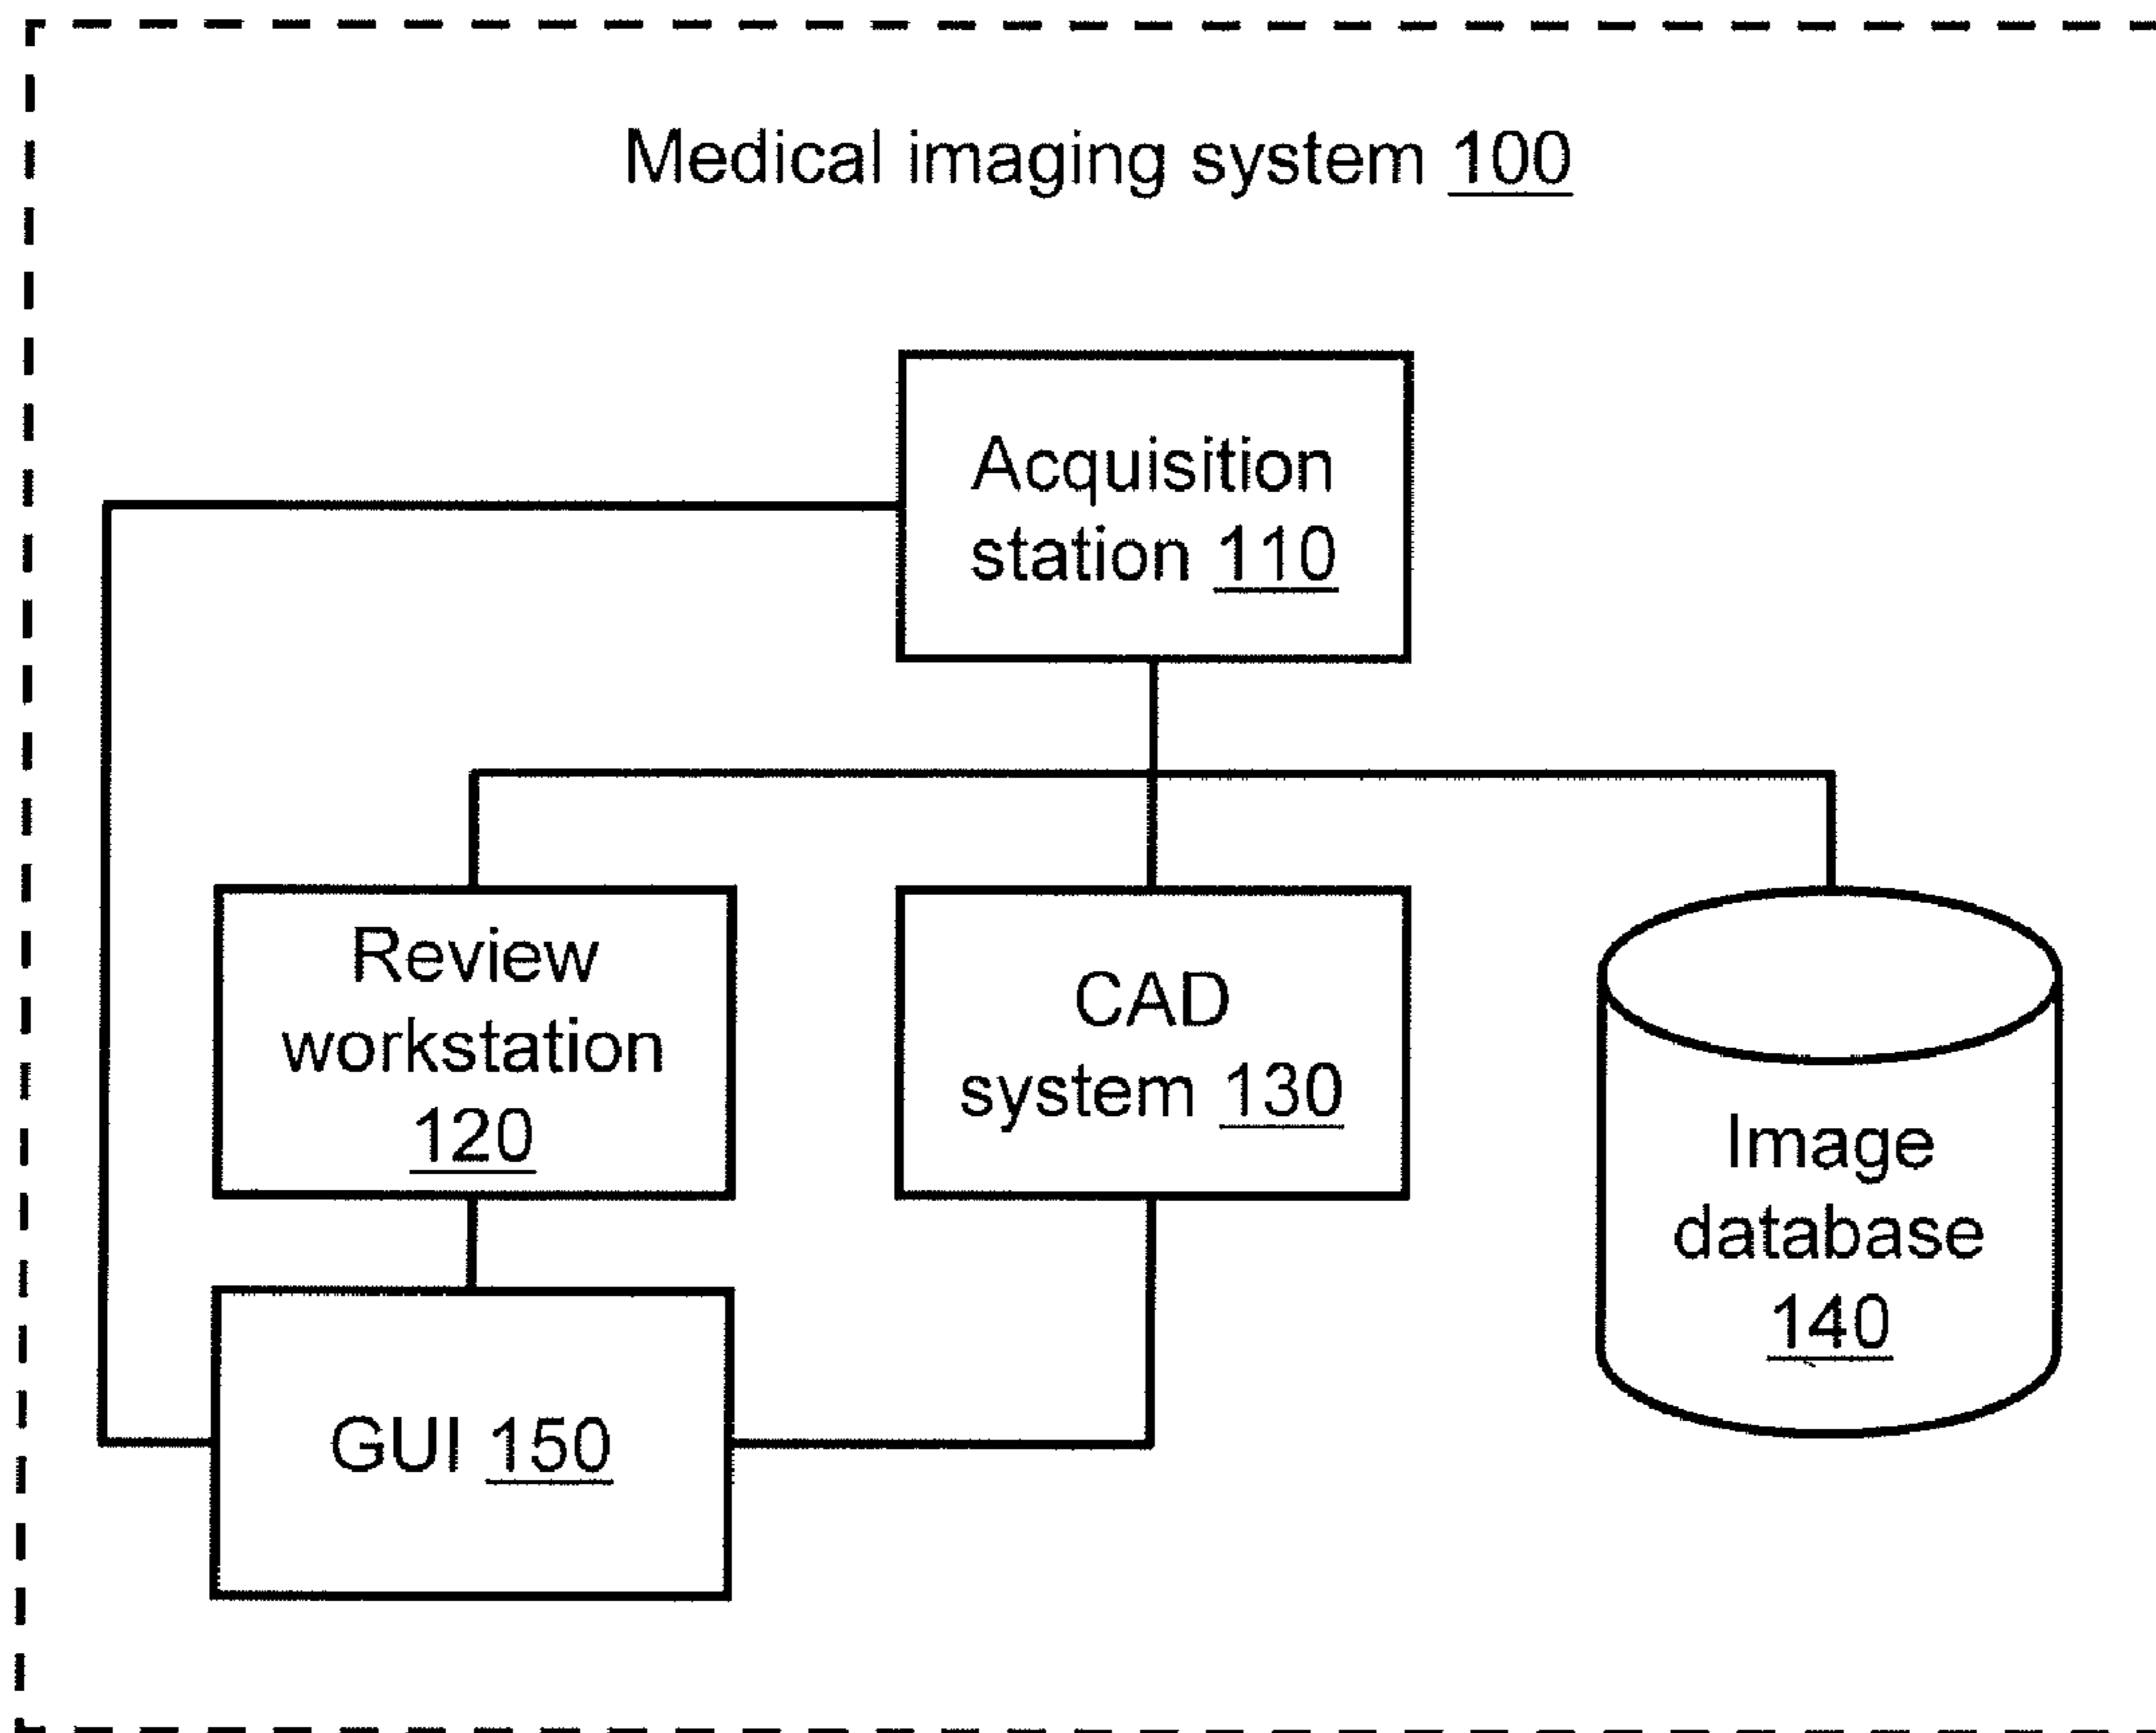 Medical imaging system 100
Acquisition
station 110
Review
workstation
120
CAD
system 130
Image
database
140
GUI 150